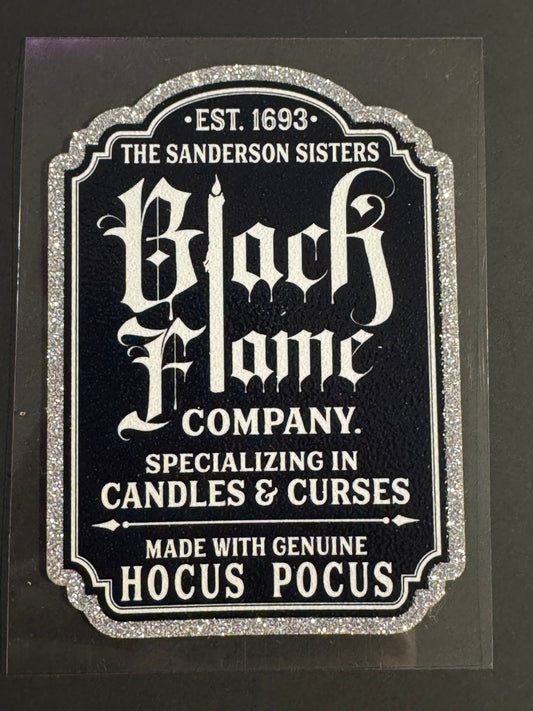 ·EST. 1693·
THE SANDERSON SISTERS
Black
Flame
COMPANY.
SPECIALIZING IN
CANDLES & CURSES
MADE WITH GENUINE
HOCUS POCUS